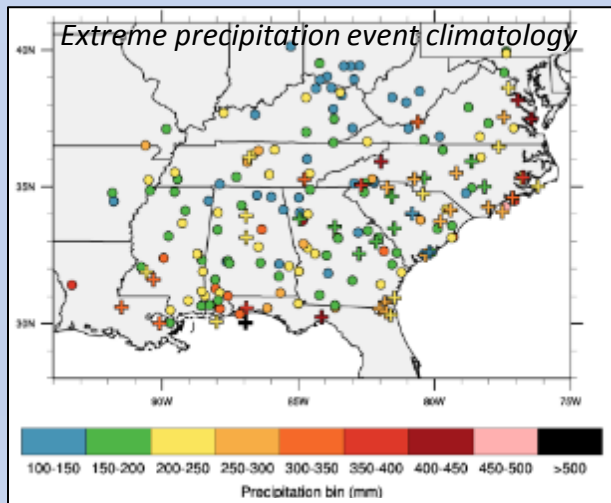 Extreme precipitation event climatology
40N
35N
30N
90W 85W 80W 75W
100-150 150-200 200-250 250-300 300-350 350-400 400-450 450-500 >500
Precipitation bin (mm)